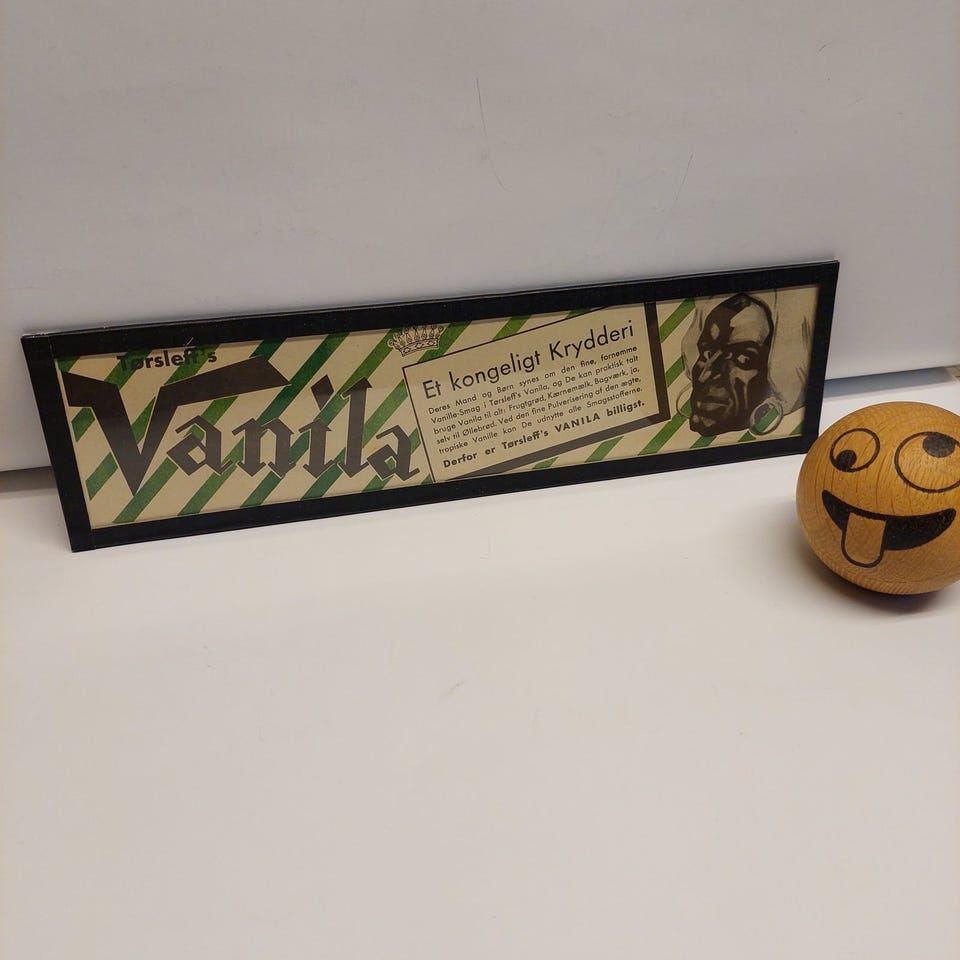 Tørsleff's
Vanila
Et kongeligt Krydderi
Deres Mand og Børn synes om den fine, fornemme
Vanille-Smag i Tørsleff's Vanila, og De kan praktisk talt
bruge Vanila til alt: Frugtgrød, Kærnemælk, Bagværk, ja,
selv til Øllebrød. Ved den fine Pulverisering af den ægte,
tropiske Vanille kan De udnytte alle Smagsstofferne.
Derfor er Tørsleff's VANILA billigst.